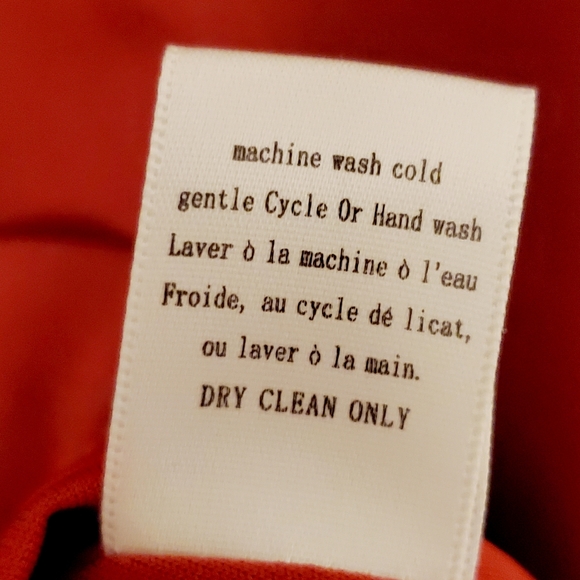 machine wash cold
gentle Cycle Or Hand wash
Laver ò la machine ò l'eau
Froide, au cycle dé licat,
ou laver ò la main.
DRY CLEAN ONLY